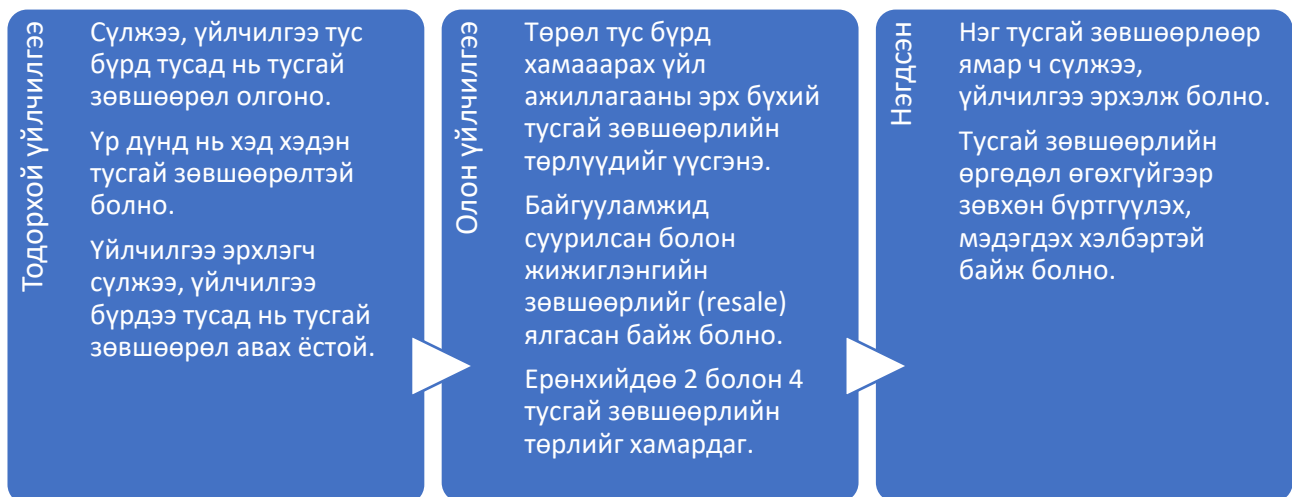 Тодорхой үйлчилгээ
Сүлжээ, үйлчилгээ тус
бүрд тусад нь тусгай
зөвшөөрөл олгоно.
Үр дүнд нь хэд хэдэн
тусгай зөвшөөрөлтэй
болно.
Үйлчилгээ эрхлэгч
сүлжээ, үйлчилгээ
бүрдээ тусад нь тусгай
зөвшөөрөл авах ёстой.
Олон үйлчилгээ
Төрөл тус бүрд
хамааарах үйл
ажиллагааны эрх бүхий
тусгай зөвшөөрлийн
төрлүүдийг үүсгэнэ.
Байгууламжид
суурилсан болон
жижиглэнгийн
зөвшөөрлийг (resale)
ялгасан байж болно.
Ерөнхийдөө 2 болон 4
тусгай зөвшөөрлийн
төрлийг хамардаг.
Нэгдсэн
Нэг тусгай зөвшөөрлөөр
ямар ч сүлжээ,
үйлчилгээ эрхэлж болно.
Тусгай зөвшөөрлийн
өргөдөл өгөхгүйгээр
зөвхөн бүртгүүлэх,
мэдэгдэх хэлбэртэй
байж болно.